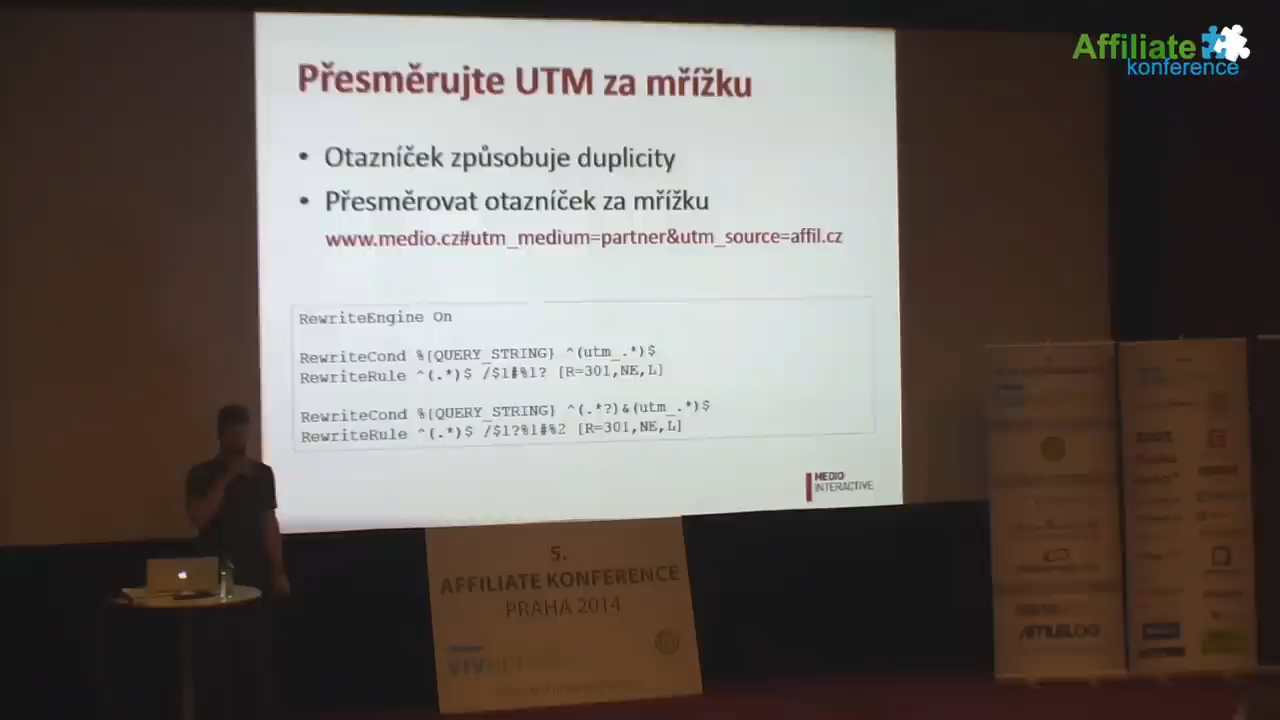 Affiliate
konference
Přesměrujte UTM za mřížku
• Otazníček způsobuje duplicity
• Přesměrovat otazníček za mřížku
www.medio.cz#utm_medium=partner&utm_source=affil.cz
RewriteEngine On
RewriteCond %{QUERY_STRING} ^(utm_.*)$
RewriteRule ^(.*)$ /$1#%1? [R=301,NE,L]
RewriteCond %{QUERY_STRING} ^(.*?)&(utm_.*)$
RewriteRule ^(.*)$ /$1?%1#%2 [R=301,NE,L]
MEDIO
INTERACTIVE
5.
AFFILIATE KONFERENCE
PRAHA 2014
VIVNET
AFFILBLOG